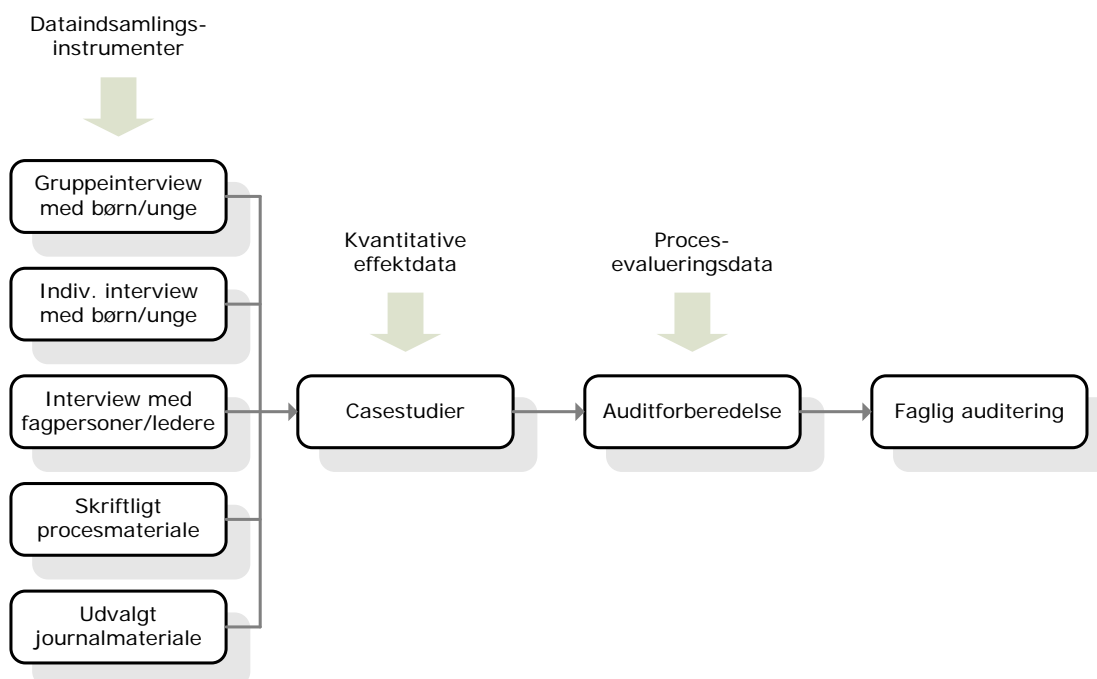 Dataindsamlings-
instrumenter
Gruppeinterview
med børn/unge
Indiv. interview
med børn/unge
Interview med
fagpersoner/ledere
Skriftligt
procesmateriale
Udvalgt
journalmateriale
Kvantitative
effektdata
Casestudier
Proces-
evalueringsdata
Auditforberedelse
Faglig auditering